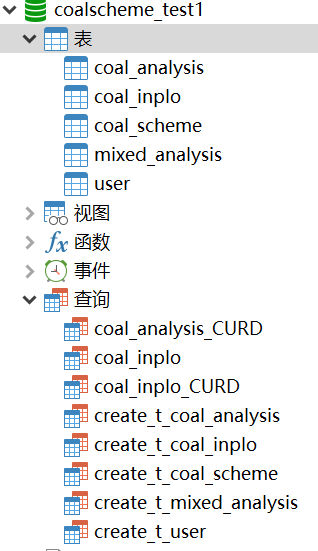 coalscheme_test1
表
coal_analysis
coal_inplo
coal_scheme
mixed_analysis
user
视图
fx 函数
事件
查询
coal_analysis_CURD
coal_inplo
coal_inplo_CURD
create_t_coal_analysis
create_t_coal_inplo
create_t_coal_scheme
create_t_mixed_analysis
create_t_user